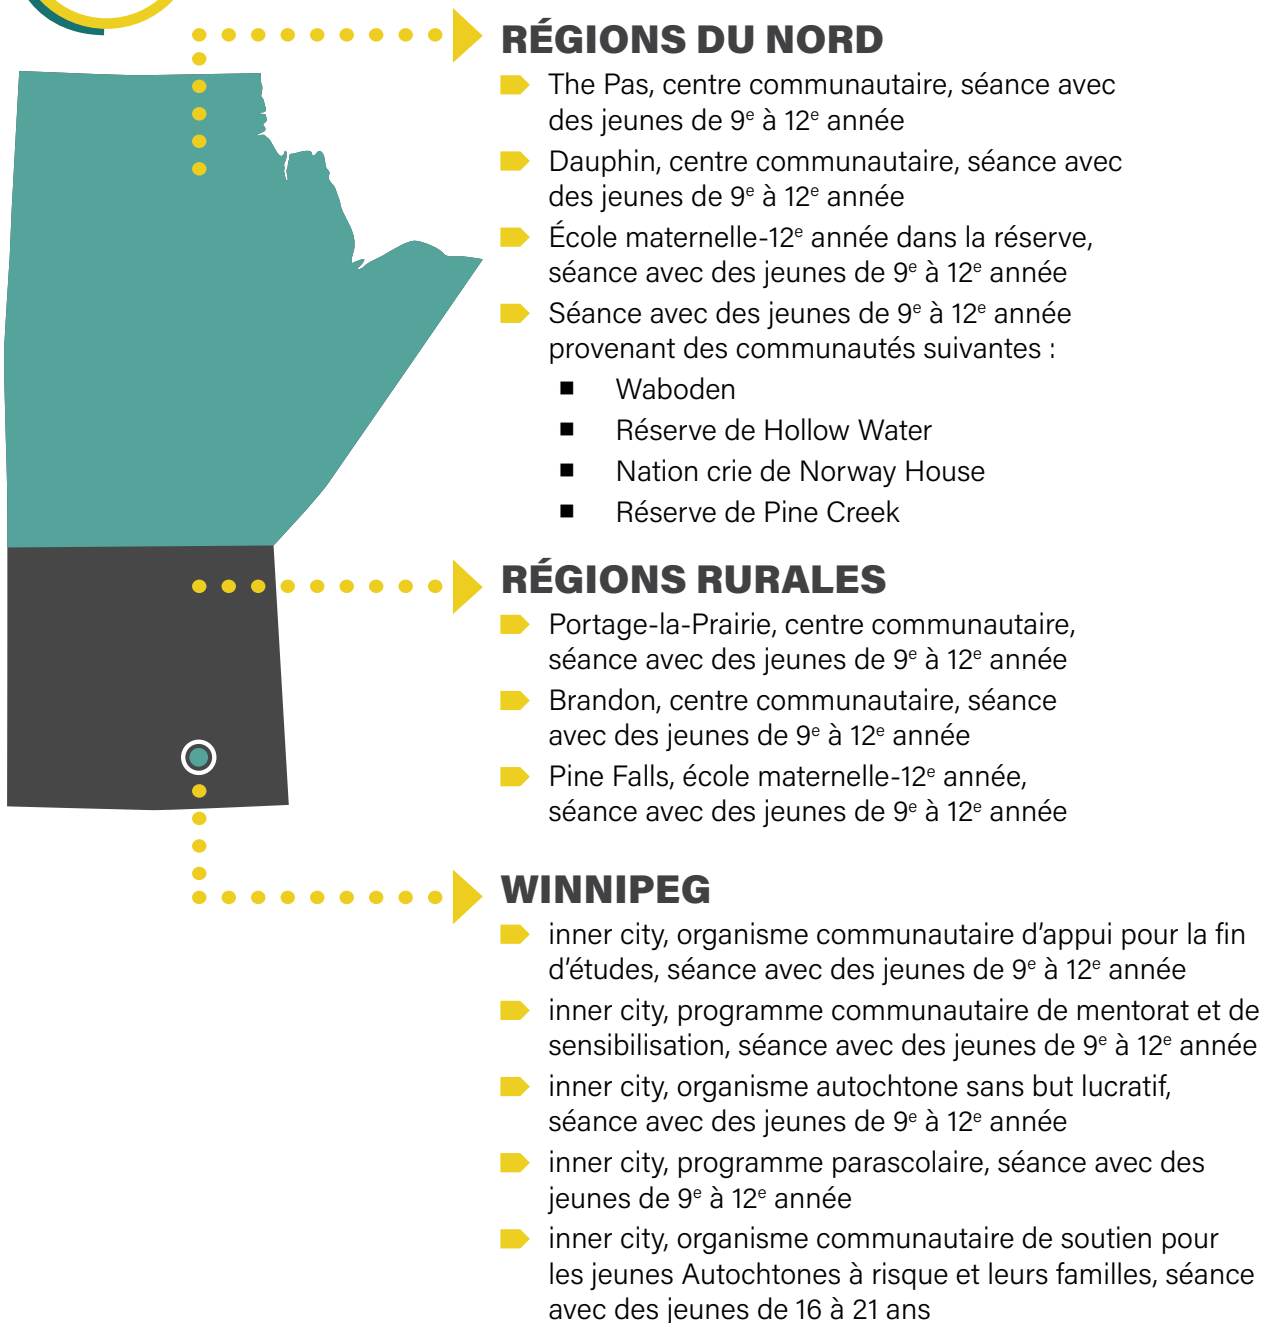 RÉGIONS DU NORD
The Pas, centre communautaire, séance avec
des jeunes de 9e à 12e année
Dauphin, centre communautaire, séance avec
des jeunes de 9e à 12e année
École maternelle-12e année dans la réserve,
séance avec des jeunes de 9e à 12e année
Séance avec des jeunes de 9e à 12e année
provenant des communautés suivantes :
Waboden
Réserve de Hollow Water
Nation crie de Norway House
Réserve de Pine Creek
RÉGIONS RURALES
Portage-la-Prairie, centre communautaire,
séance avec des jeunes de 9e à 12e année
Brandon, centre communautaire, séance
avec des jeunes de 9e à 12e année
Pine Falls, école maternelle-12e année,
séance avec des jeunes de 9e à 12e année
WINNIPEG
inner city, organisme communautaire d'appui pour la fin
d'études, séance avec des jeunes de 9e à 12e année
inner city, programme communautaire de mentorat et de
sensibilisation, séance avec des jeunes de 9e à 12e année
inner city, organisme autochtone sans but lucratif,
séance avec des jeunes de 9e à 12e année
inner city, programme parascolaire, séance avec des
jeunes de 9e à 12e année
inner city, organisme communautaire de soutien pour
les jeunes Autochtones à risque et leurs familles, séance
avec des jeunes de 16 à 21 ans